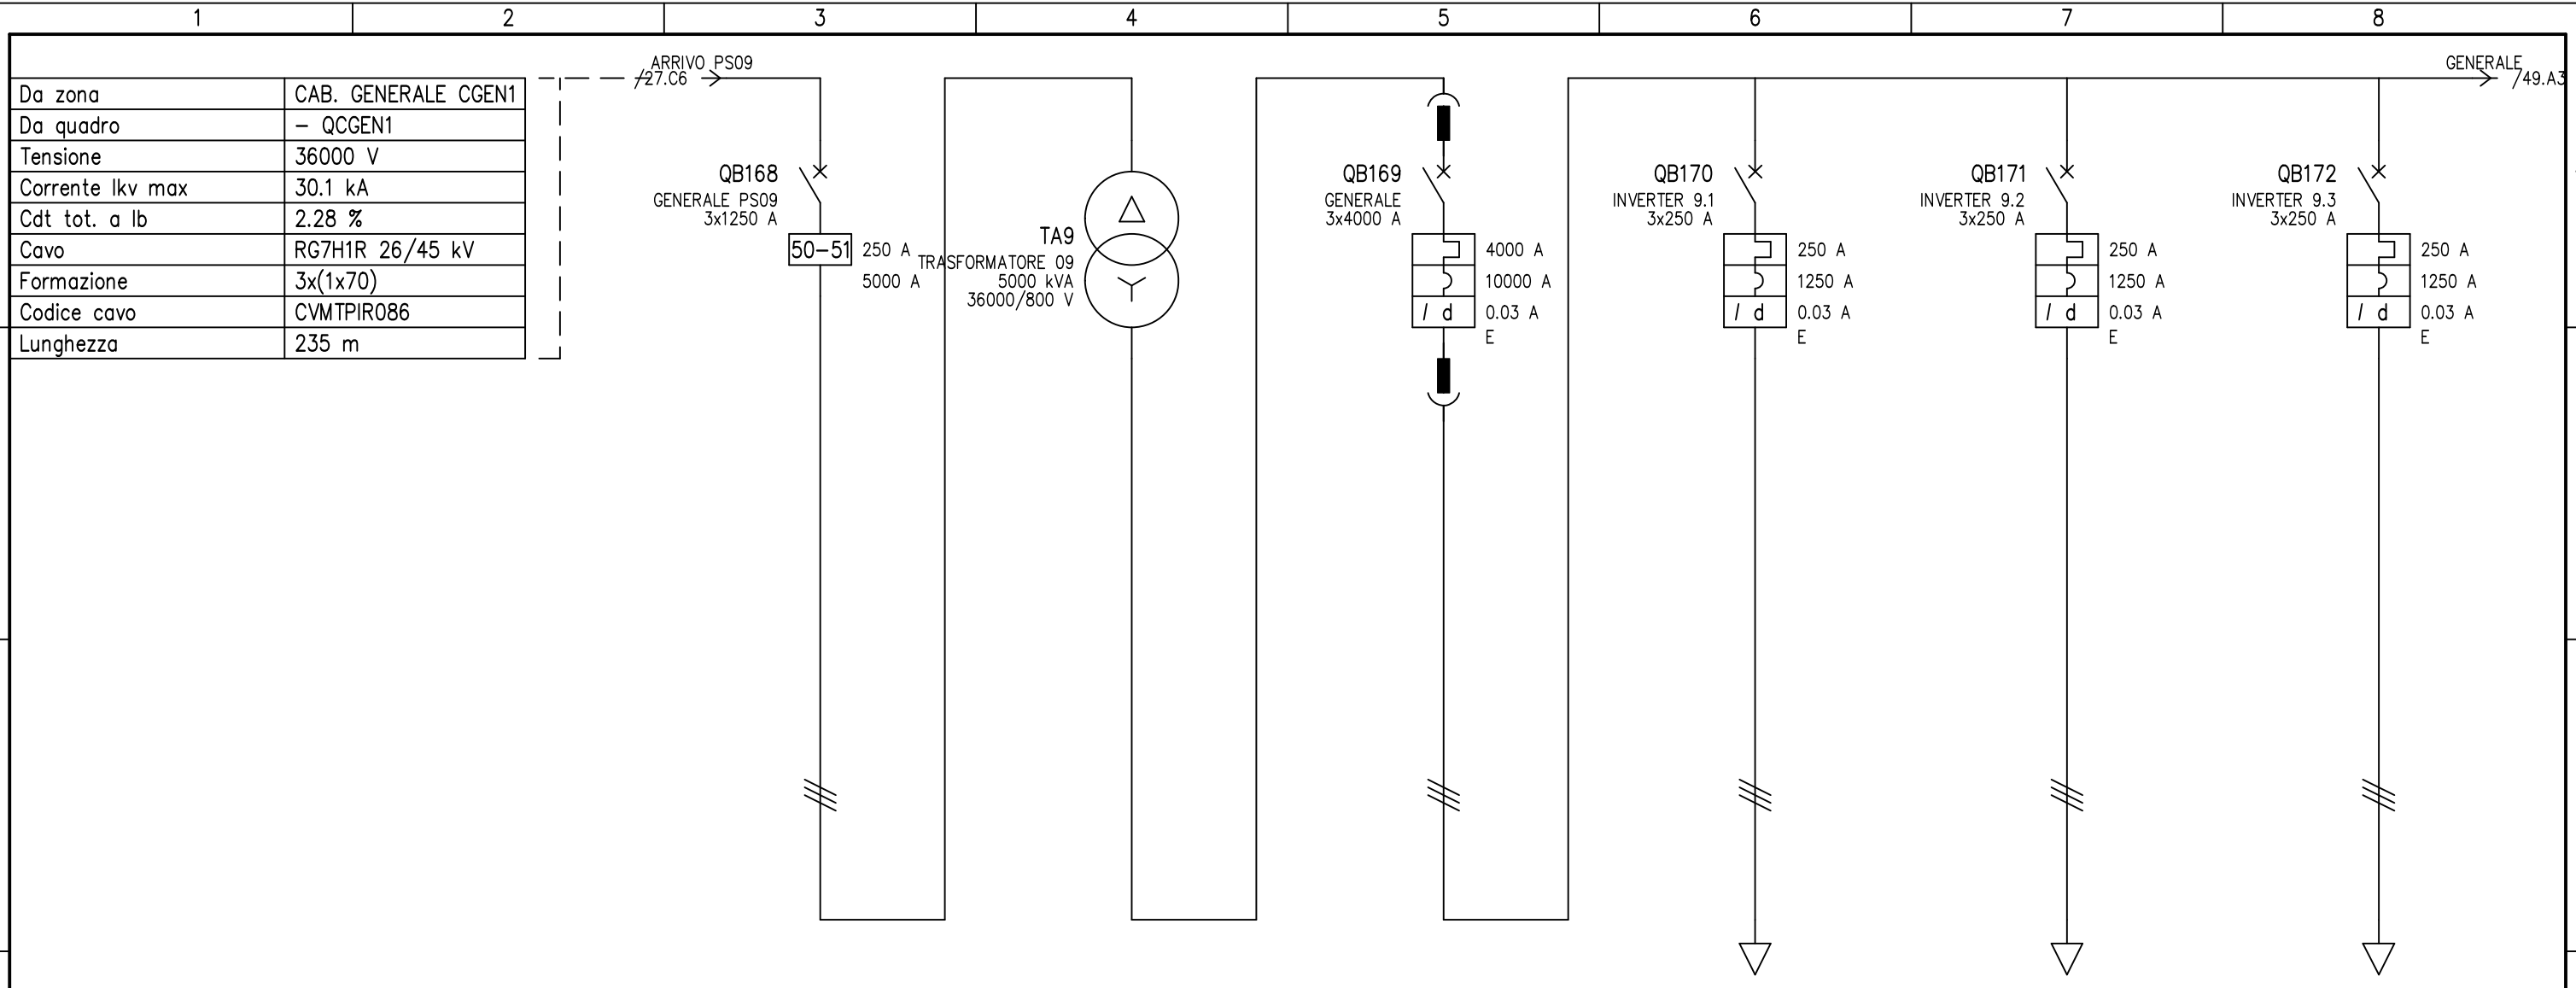 1 2 3 4 5 6 7 8
ARRIVO PS09
/27.C6
GENERALE
/49.A3
Da zona CAB. GENERALE CGEN1
Da quadro – QCGEN1
Tensione 36000 V
Corrente Ikv max 30.1 kA
Cdt tot. a Ib 2.28 %
Cavo RG7H1R 26/45 kV
Formazione 3x(1x70)
Codice cavo CVMTPIR086
Lunghezza 235 m
QB168
GENERALE PS09
3x1250 A
50–51 250 A
5000 A
TA9
TRASFORMATORE 09
5000 kVA
36000/800 V
QB169
GENERALE
3x4000 A
4000 A
10000 A
I d 0.03 A
E
QB170
INVERTER 9.1
3x250 A
250 A
1250 A
I d 0.03 A
E
QB171
INVERTER 9.2
3x250 A
250 A
1250 A
I d 0.03 A
E
QB172
INVERTER 9.3
3x250 A
250 A
1250 A
I d 0.03 A
E